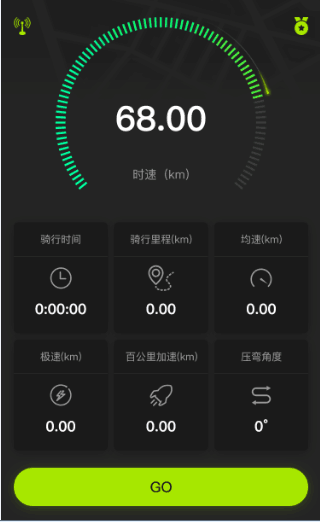 68.00
时速（km）
骑行时间
骑行里程(km)
均速(km)
0:00:00
0.00
0.00
极速(km)
百公里加速(km)
压弯角度
0.00
0.00
0°
GO